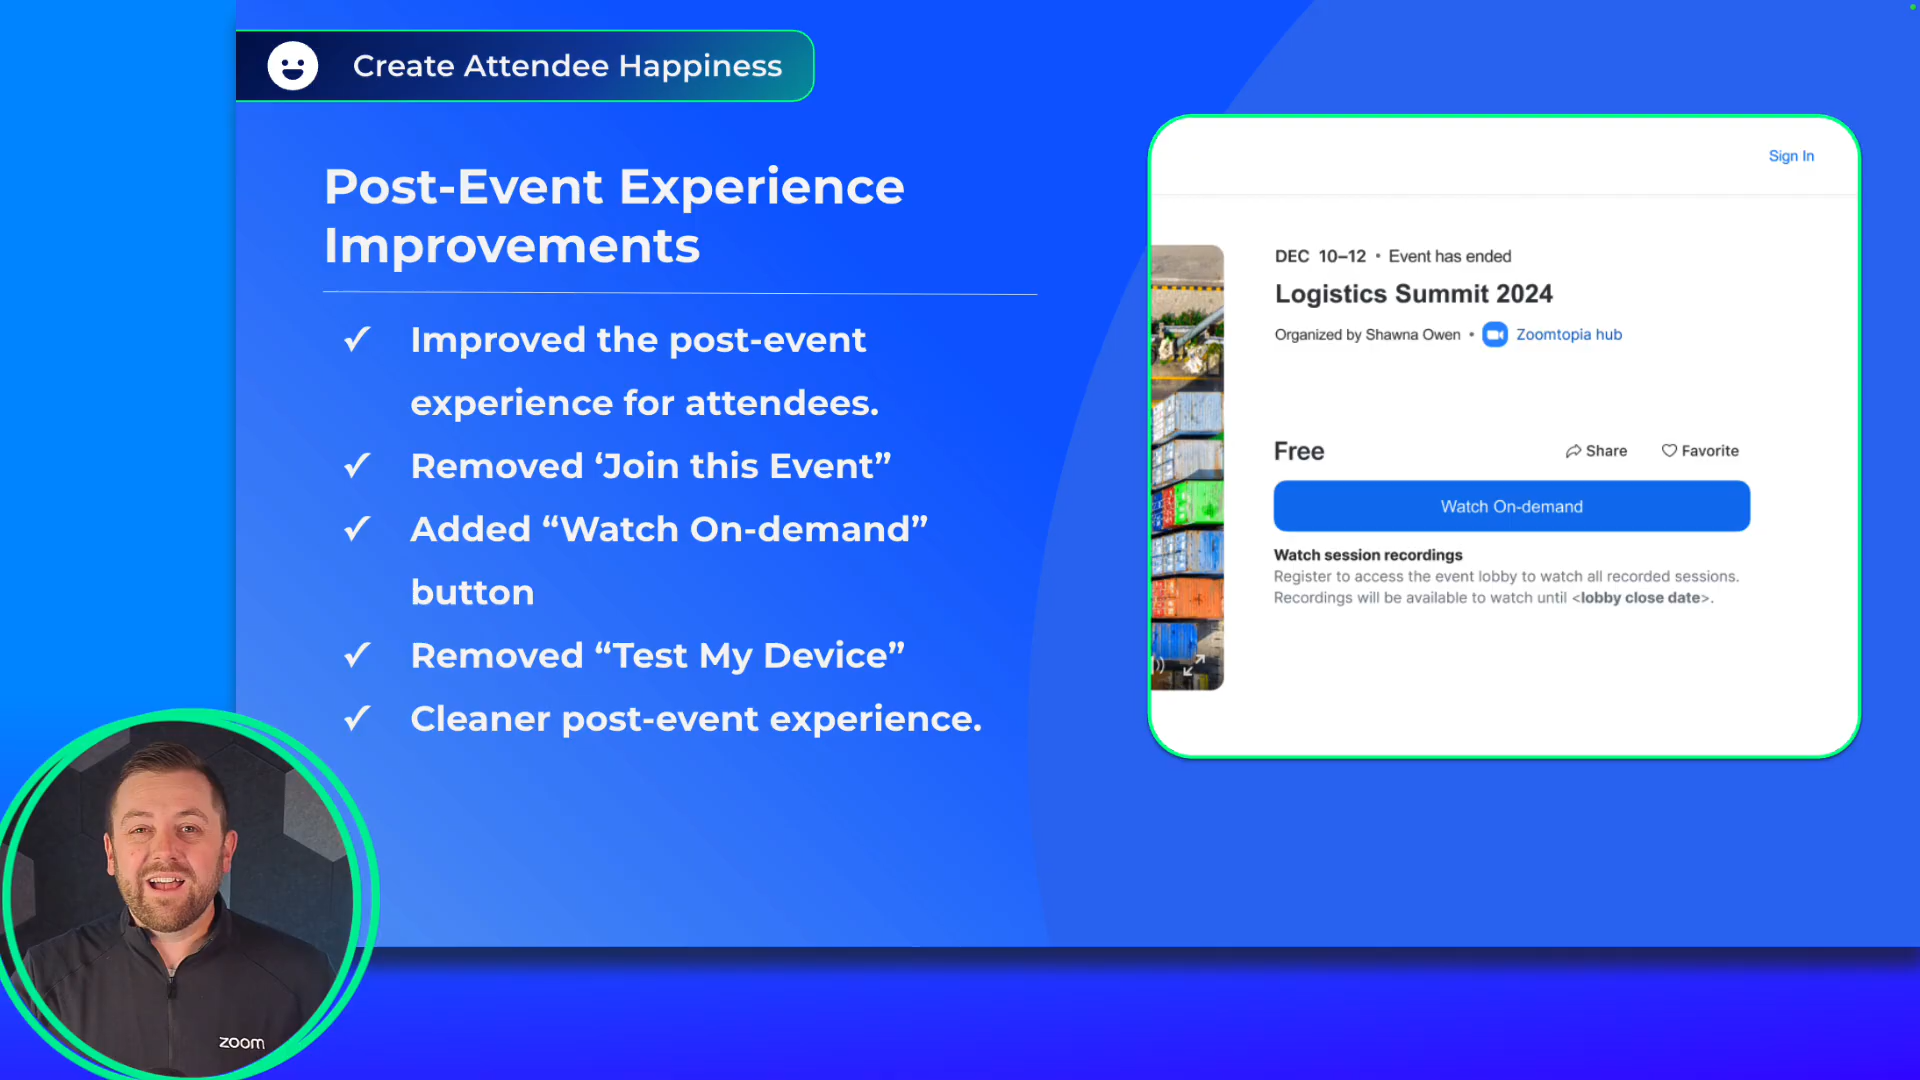 Create Attendee Happiness
Post-Event Experience
Improvements
✓ Improved the post-event
experience for attendees.
✓ Removed ‘Join this Event”
✓ Added “Watch On-demand”
button
✓ Removed “Test My Device”
✓ Cleaner post-event experience.
Sign In
DEC 10–12 • Event has ended
Logistics Summit 2024
Organized by Shawna Owen • Zoomtopia hub
Free
Share
Favorite
Watch On-demand
Watch session recordings
Register to access the event lobby to watch all recorded sessions.
Recordings will be available to watch until <lobby close date>.
zoom